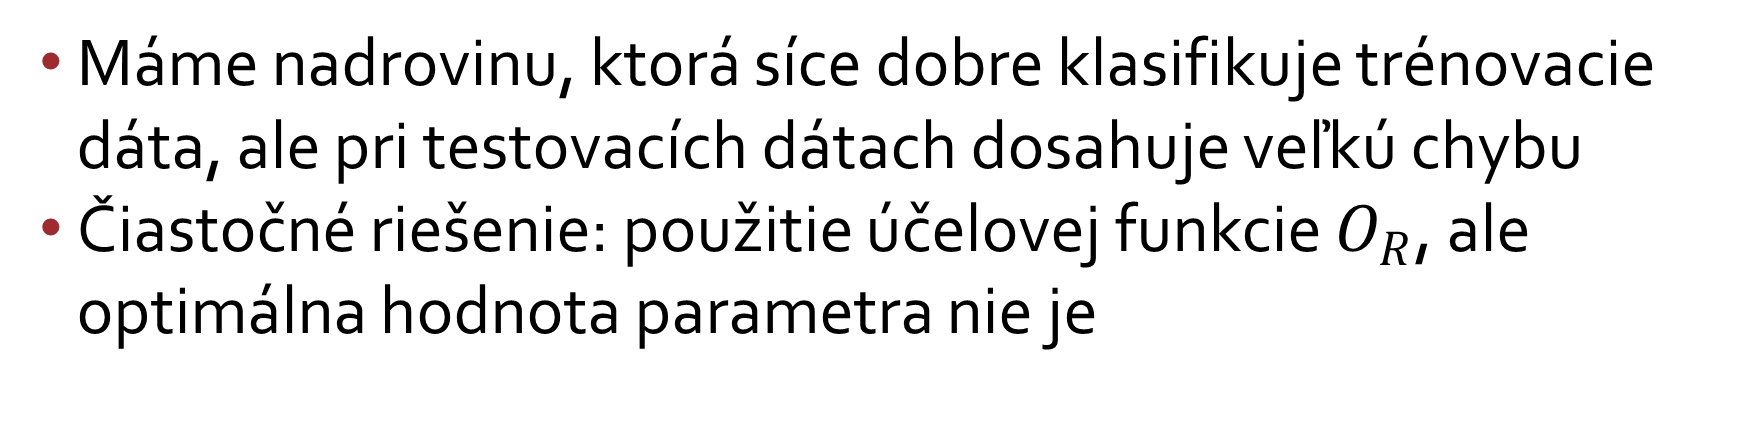 • Máme nadrovinu, ktorá síce dobre klasifikuje trénovacie
dáta, ale pri testovacích dátach dosahuje veľkú chybu
• Čiastočné riešenie: použitie účelovej funkcie O_R, ale
optimálna hodnota parametra nie je